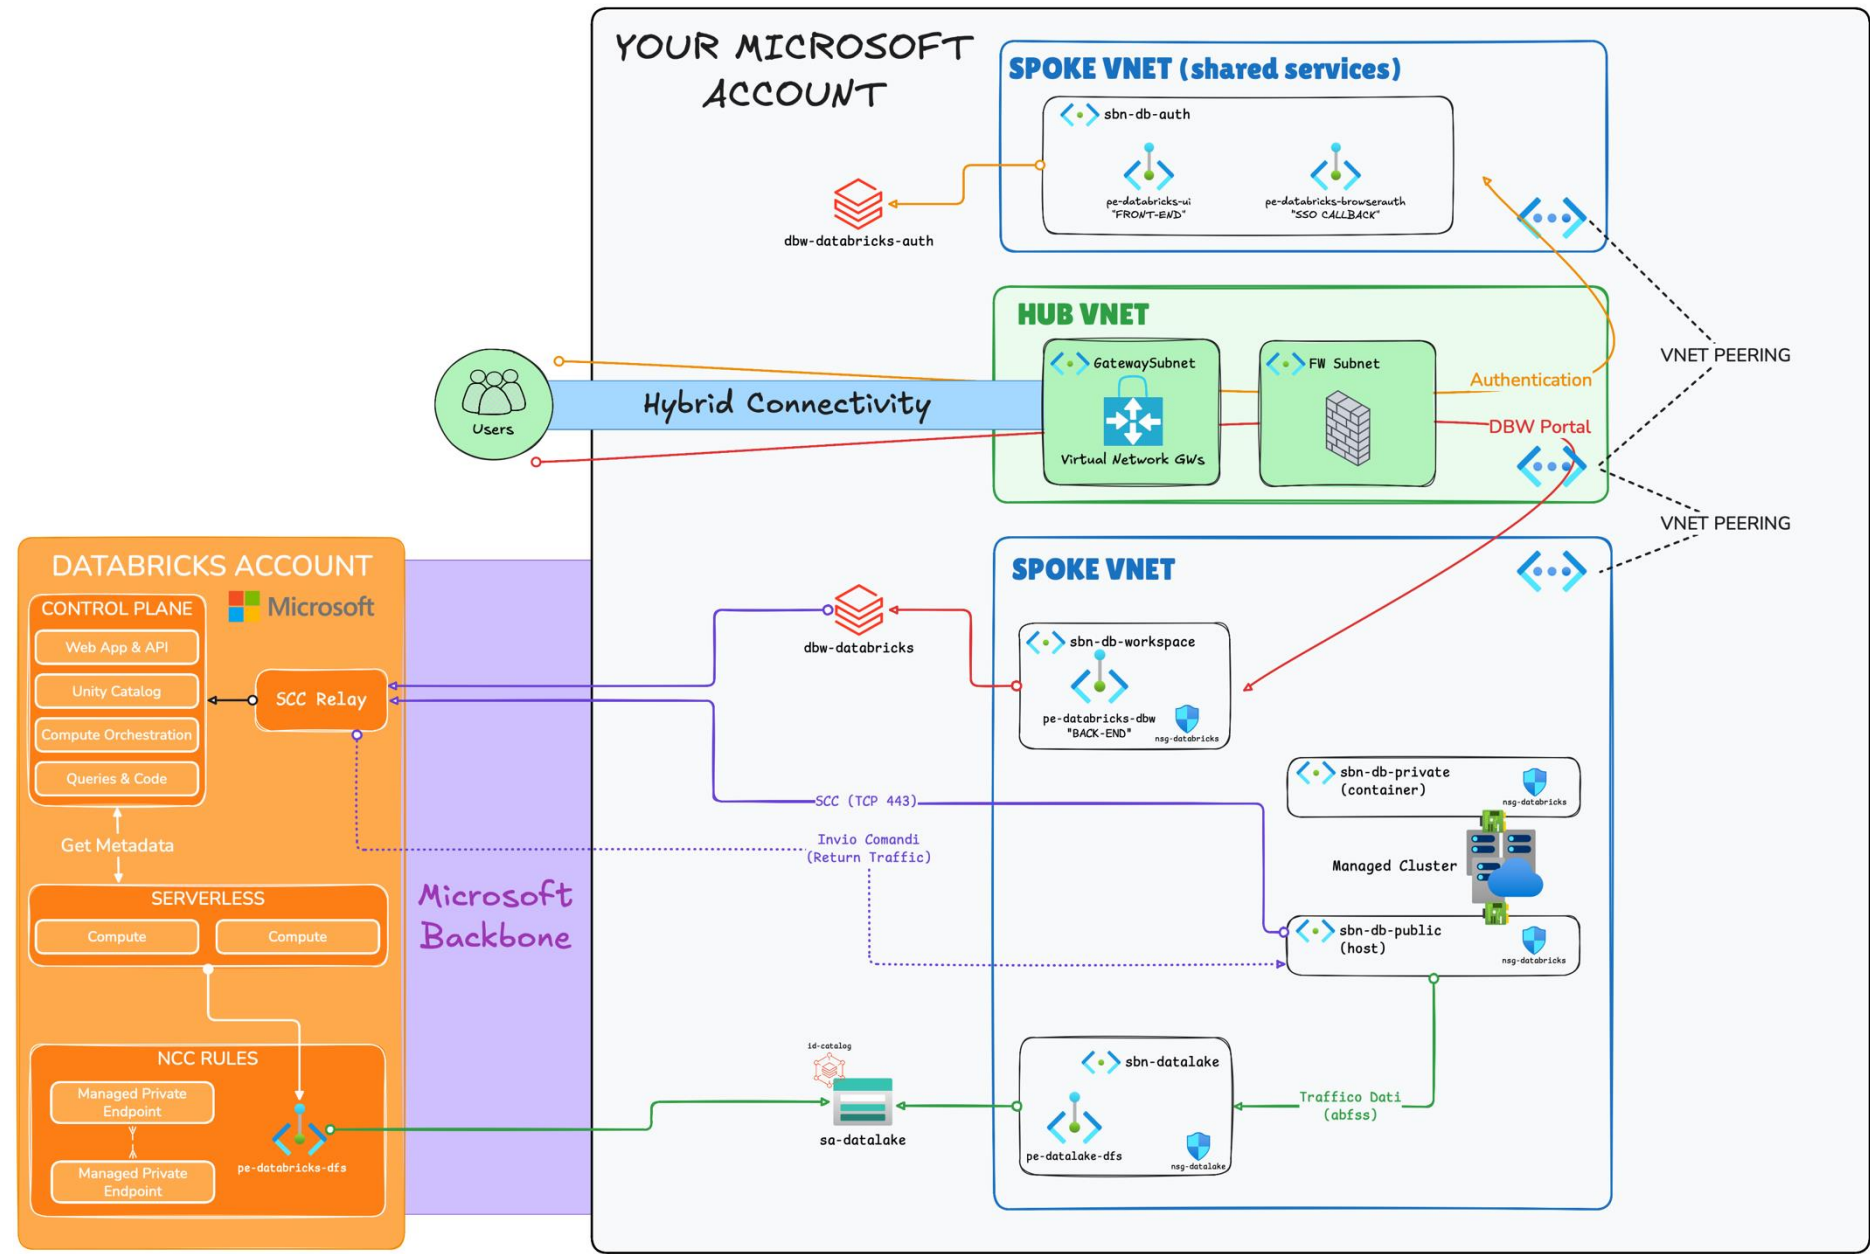 YOUR MICROSOFT
ACCOUNT
SPOKE VNET (shared services)
sbn-db-auth
pe-databricks-ui
"FRONT-END"
pe-databricks-browserauth
"SSO CALLBACK"
dbw-databricks-auth
HUB VNET
GatewaySubnet
Virtual Network GWs
FW Subnet
Authentication
DBW Portal
VNET PEERING
VNET PEERING
Users
Hybrid Connectivity
DATABRICKS ACCOUNT
Microsoft
CONTROL PLANE
Web App & API
Unity Catalog
Compute Orchestration
Queries & Code
SCC Relay
Get Metadata
SERVERLESS
Compute
Compute
NCC RULES
Managed Private
Endpoint
Managed Private
Endpoint
pe-databricks-dfs
Microsoft
Backbone
SPOKE VNET
dbw-databricks
sbn-db-workspace
pe-databricks-dbw
"BACK-END"
nsg-databricks
sbn-db-private
(container)
nsg-databricks
Managed Cluster
sbn-db-public
(host)
nsg-databricks
SCC (TCP 443)
Invio Comandi
(Return Traffic)
id-catalog
sa-datalake
sbn-datalake
pe-datalake-dfs
nsg-datalake
Traffico Dati
(abfss)